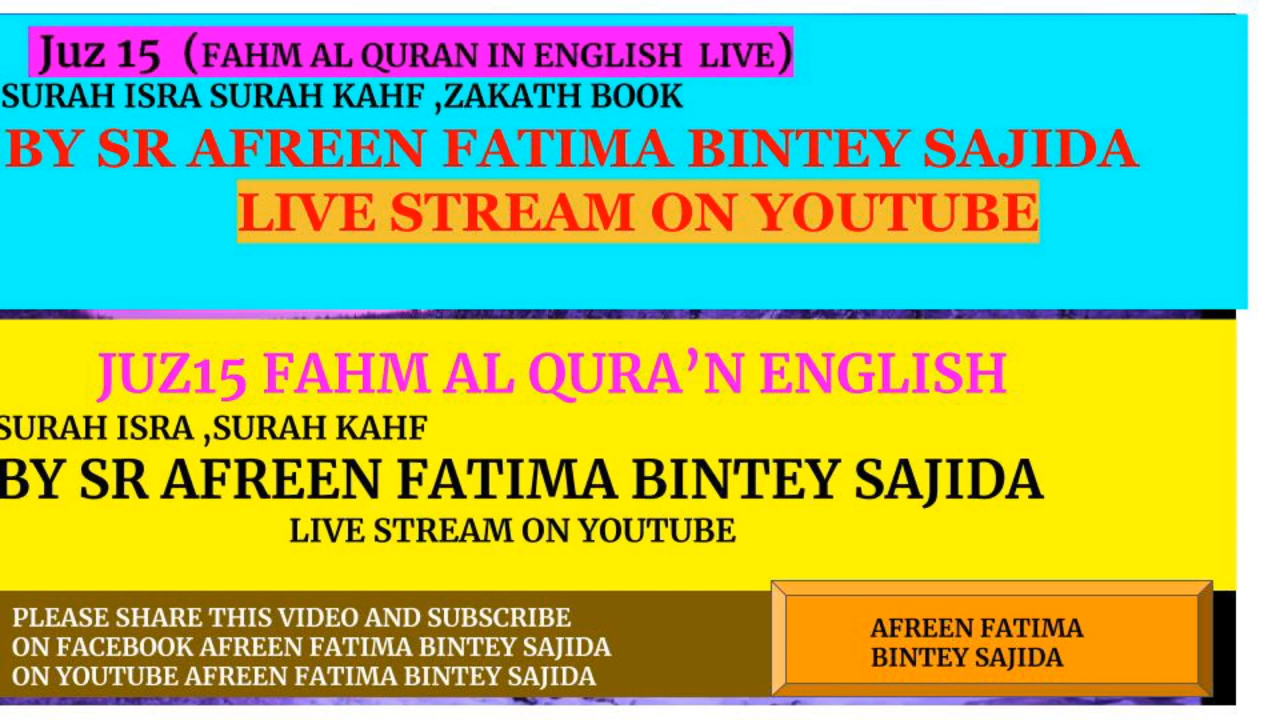 Juz 15 (FAHM AL QURAN IN ENGLISH LIVE)
SURAH ISRA SURAH KAHF ,ZAKATH BOOK
BY SR AFREEN FATIMA BINTEY SAJIDA
LIVE STREAM ON YOUTUBE
JUZ15 FAHM AL QURA’N ENGLISH
SURAH ISRA ,SURAH KAHF
BY SR AFREEN FATIMA BINTEY SAJIDA
LIVE STREAM ON YOUTUBE
PLEASE SHARE THIS VIDEO AND SUBSCRIBE
ON FACEBOOK AFREEN FATIMA BINTEY SAJIDA
ON YOUTUBE AFREEN FATIMA BINTEY SAJIDA
AFREEN FATIMA
BINTEY SAJIDA